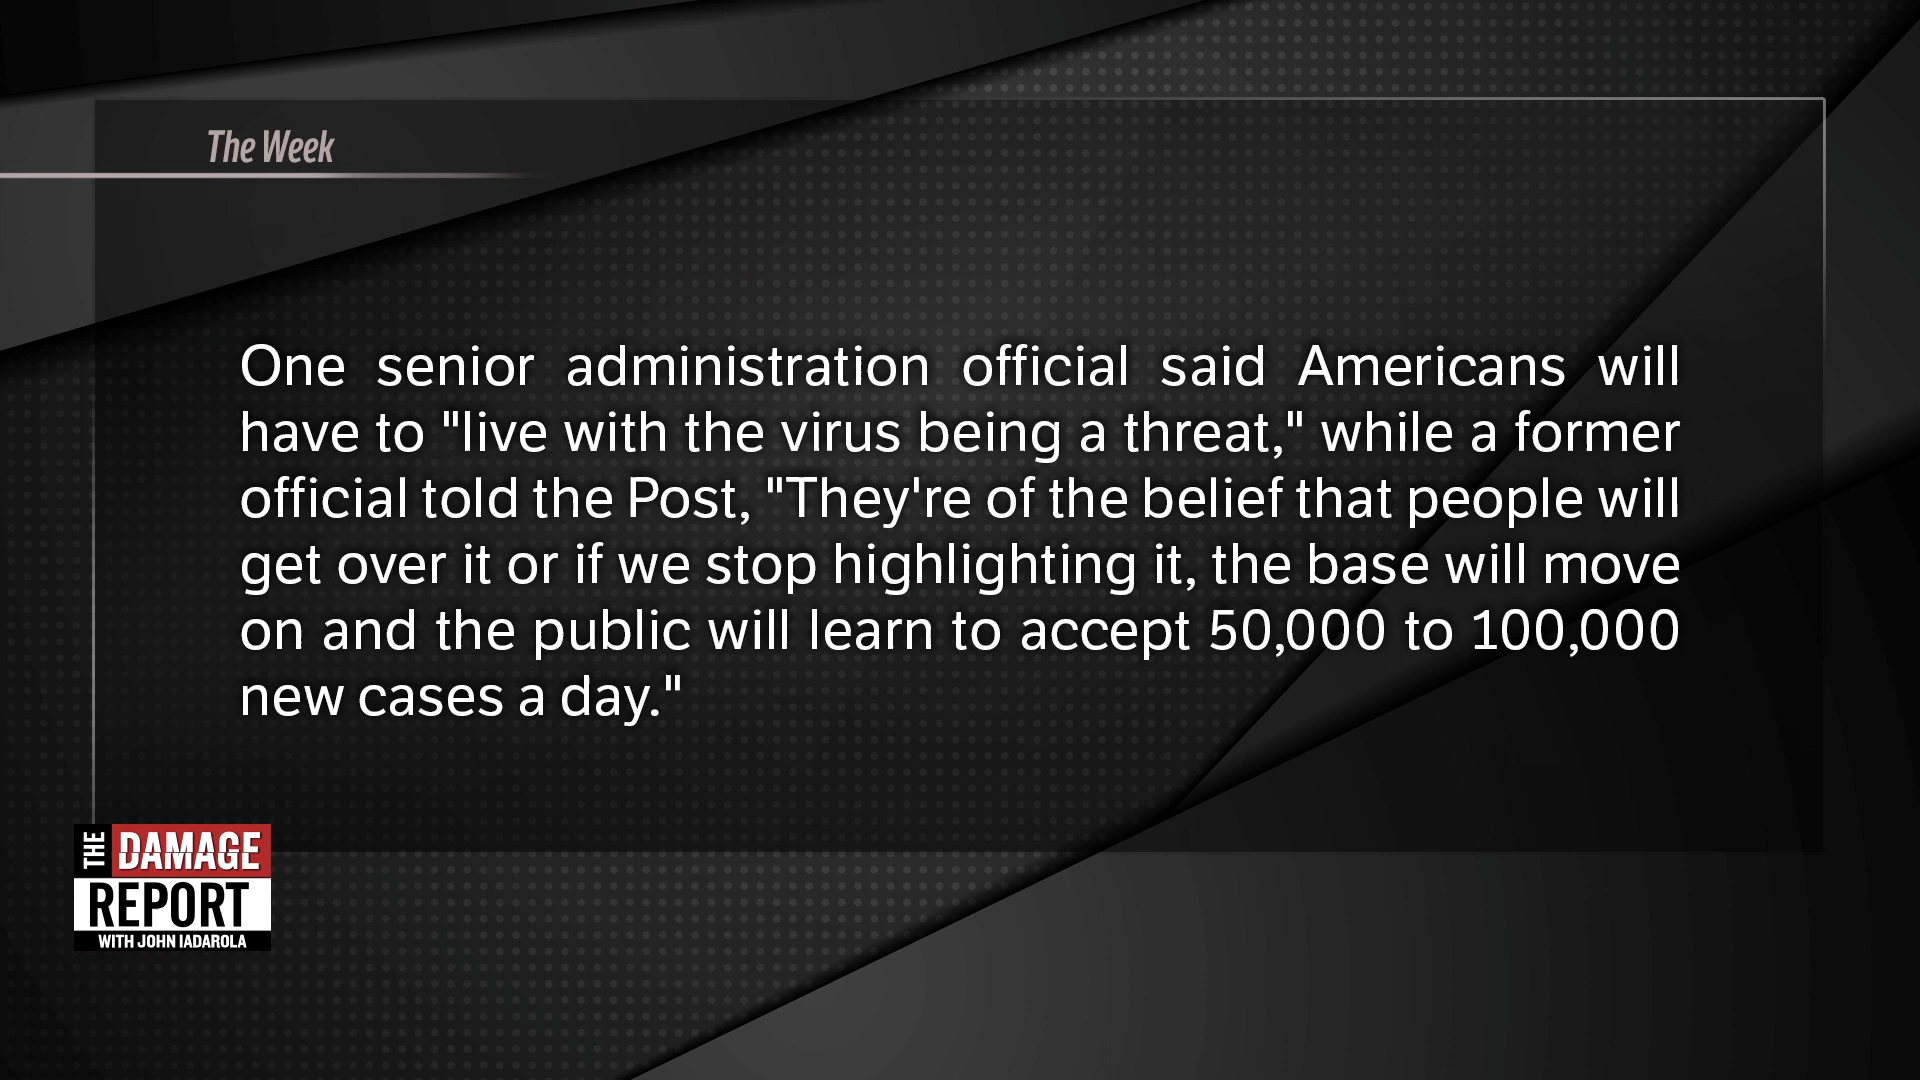 The Week
One senior administration official said Americans will
have to "live with the virus being a threat," while a former
official told the Post, "They're of the belief that people will
get over it or if we stop highlighting it, the base will move
on and the public will learn to accept 50,000 to 100,000
new cases a day."
THE DAMAGE
REPORT
WITH JOHN IADAROLA